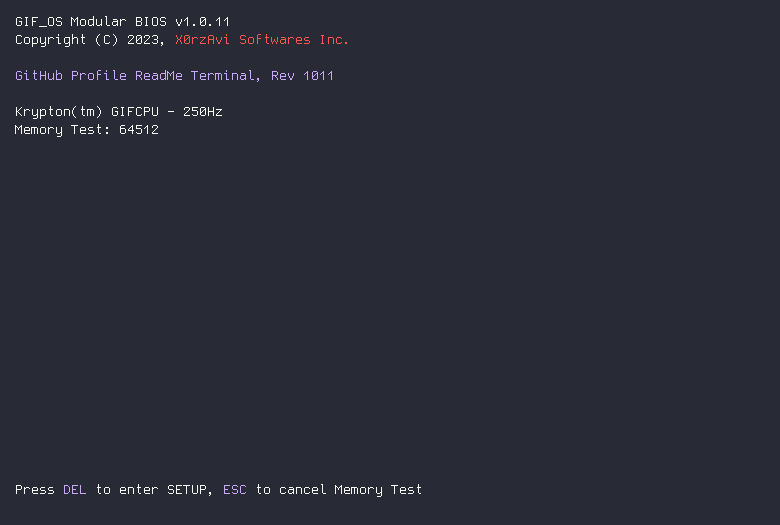 GIF_OS Modular BIOS v1.0.11
Copyright (C) 2023, X0rzAvi Softwares Inc.
GitHub Profile ReadMe Terminal, Rev 1011
Krypton(tm) GIFCPU - 250Hz
Memory Test: 64512
Press DEL to enter SETUP, ESC to cancel Memory Test